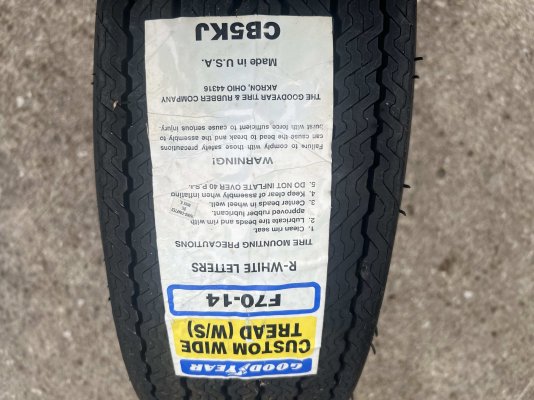 GOODYEAR
CUSTOM WIDE
TREAD (W/S)
F70-14
R-WHITE LETTERS
TIRE MOUNTING PRECAUTIONS
1. Clean rim seat.
2. Lubricate tire beads and rim with
approved rubber lubricant.
3. Center beads in wheel well.
4. Keep clear of assembly when inflating
5. DO NOT INFLATE OVER 40 P.S.I.
WARNING!
Failure to comply with those safety precautions
can cause the bead to break and the assembly to
burst with force sufficient to cause serious injury.
THE GOODYEAR TIRE & RUBBER COMPANY
AKRON, OHIO 44316
Made in U.S.A.
CB5KJ